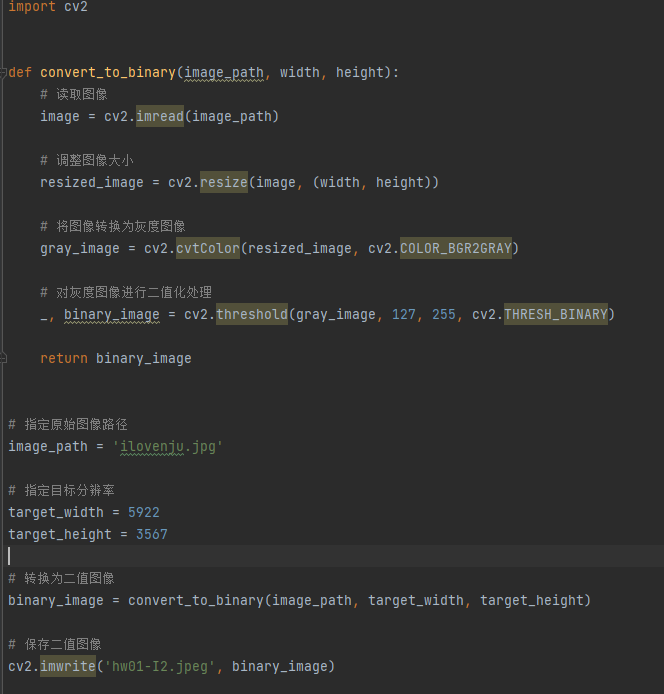 import cv2
def convert_to_binary(image_path, width, height):
# 读取图像
image = cv2.imread(image_path)
# 调整图像大小
resized_image = cv2.resize(image, (width, height))
# 将图像转换为灰度图像
gray_image = cv2.cvtColor(resized_image, cv2.COLOR_BGR2GRAY)
# 对灰度图像进行二值化处理
_, binary_image = cv2.threshold(gray_image, 127, 255, cv2.THRESH_BINARY)
return binary_image
# 指定原始图像路径
image_path = 'ilovenju.jpg'
# 指定目标分辨率
target_width = 5922
target_height = 3567
# 转换为二值图像
binary_image = convert_to_binary(image_path, target_width, target_height)
# 保存二值图像
cv2.imwrite('hw01-I2.jpeg', binary_image)